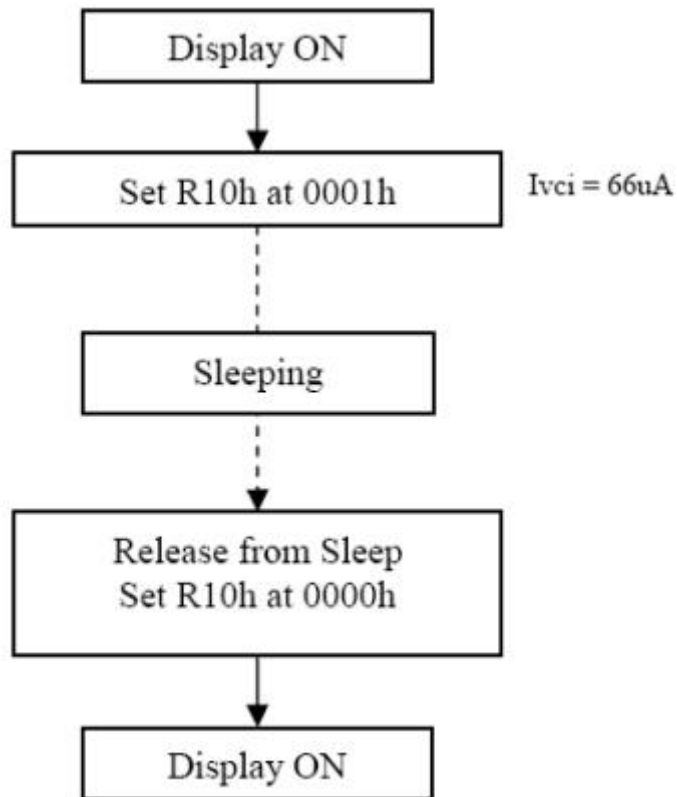 Display ON
Set R10h at 0001h
Ivci = 66uA
Sleeping
Release from Sleep
Set R10h at 0000h
Display ON